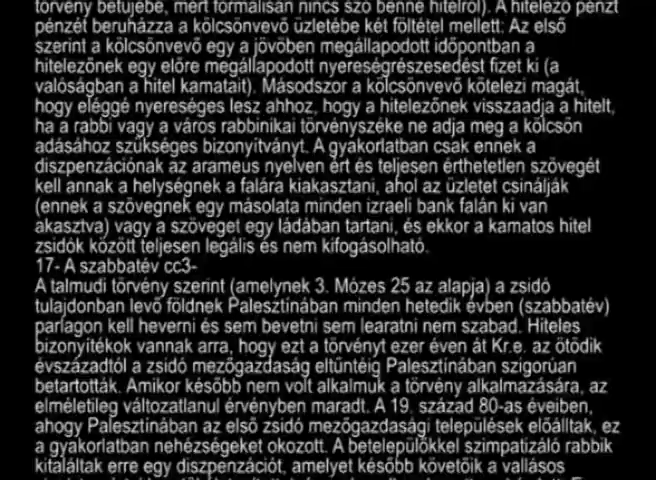 törvény betűjébe, mert formálisan nincs szó benne hitelről). A hitelező pénzt
pénzét beruházza a kölcsönvevő üzletébe két föltétel mellett: Az első
szerint a kölcsönvevő egy a jövőben megállapodott időpontban a
hitelezőnek egy előre megállapodott nyereségrészesedést fizet ki (a
valóságban a hitel kamatait). Másodszor a kölcsönvevő kötelezi magát,
hogy eléggé nyereséges lesz ahhoz, hogy a hitelezőnek visszaadja a hitelt,
ha a rabbi vagy a város rabbinikai törvényszéke ne adja meg a kölcsön
adásához szükséges bizonyítványt. A gyakorlatban csak ennek a
diszpenzációnak az arameus nyelven ért és teljesen érthetetlen szövegét
kell annak a helységnek a falára kiakasztani, ahol az üzletet csinálják
(ennek a szövegnek egy másolata minden izraeli bank falán ki van
akasztva) vagy a szöveget egy ládában tartani, és ekkor a kamatos hitel
zsidók között teljesen legális és nem kifogásolható.
17- A szabbatév cc3-
A talmudi törvény szerint (amelynek 3. Mózes 25 az alapja) a zsidó
tulajdonban levő földnek Palesztínában minden hetedik évben (szabbatév)
parlagon kell heverni és sem bevetni sem learatni nem szabad. Hiteles
bizonyítékok vannak arra, hogy ezt a törvényt ezer éven át Kr.e. az ötödik
évszázadtól a zsidó mezőgazdaság eltűntéig Palesztínában szigorúan
betartották. Amikor később nem volt alkalmuk a törvény alkalmazására, az
elméletileg változatlanul érvényben maradt. A 19. század 80-as éveiben,
ahogy Palesztínában az első zsidó mezőgazdasági települések előálltak, ez
a gyakorlatban nehézségeket okozott. A betelepülőkkel szimpatizáló rabbik
kitaláltak erre egy diszpenzációt, amelyet később követőik a vallásos